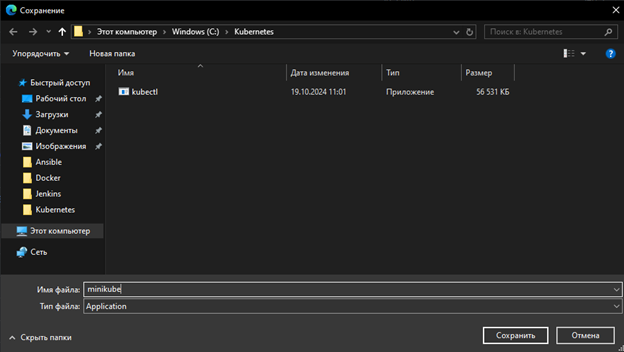 Сохранение
Этот компьютер > Windows (C:) > Kubernetes
Поиск в: Kubernetes
Упорядочить
Новая папка
Имя
Дата изменения
Тип
Размер
kubectl
19.10.2024 11:01
Приложение
56 531 КБ
Быстрый доступ
Рабочий стол
Загрузки
Документы
Изображения
Ansible
Docker
Jenkins
Kubernetes
Этот компьютер
Сеть
Имя файла: minikube
Тип файла: Application
Скрыть папки
Сохранить
Отмена